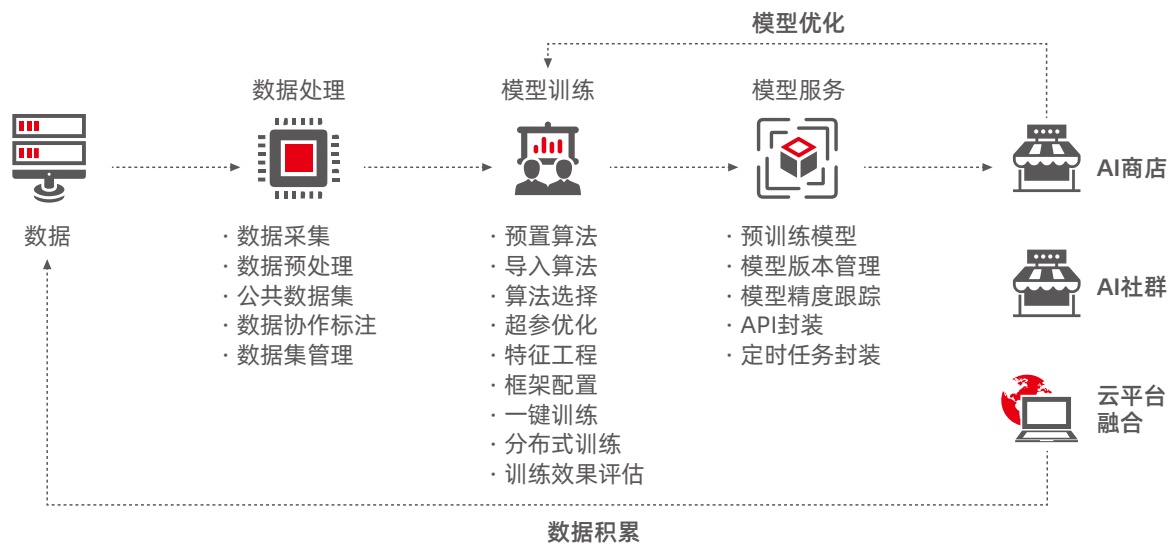 模型优化
数据处理
模型训练
模型服务
AI商店
数据
· 数据采集
· 数据预处理
· 公共数据集
· 数据协作标注
· 数据集管理
· 预置算法
· 导入算法
· 算法选择
· 超参优化
· 特征工程
· 框架配置
· 一键训练
· 分布式训练
· 训练效果评估
· 预训练模型
· 模型版本管理
· 模型精度跟踪
· API封装
· 定时任务封装
AI社群
云平台
融合
数据积累